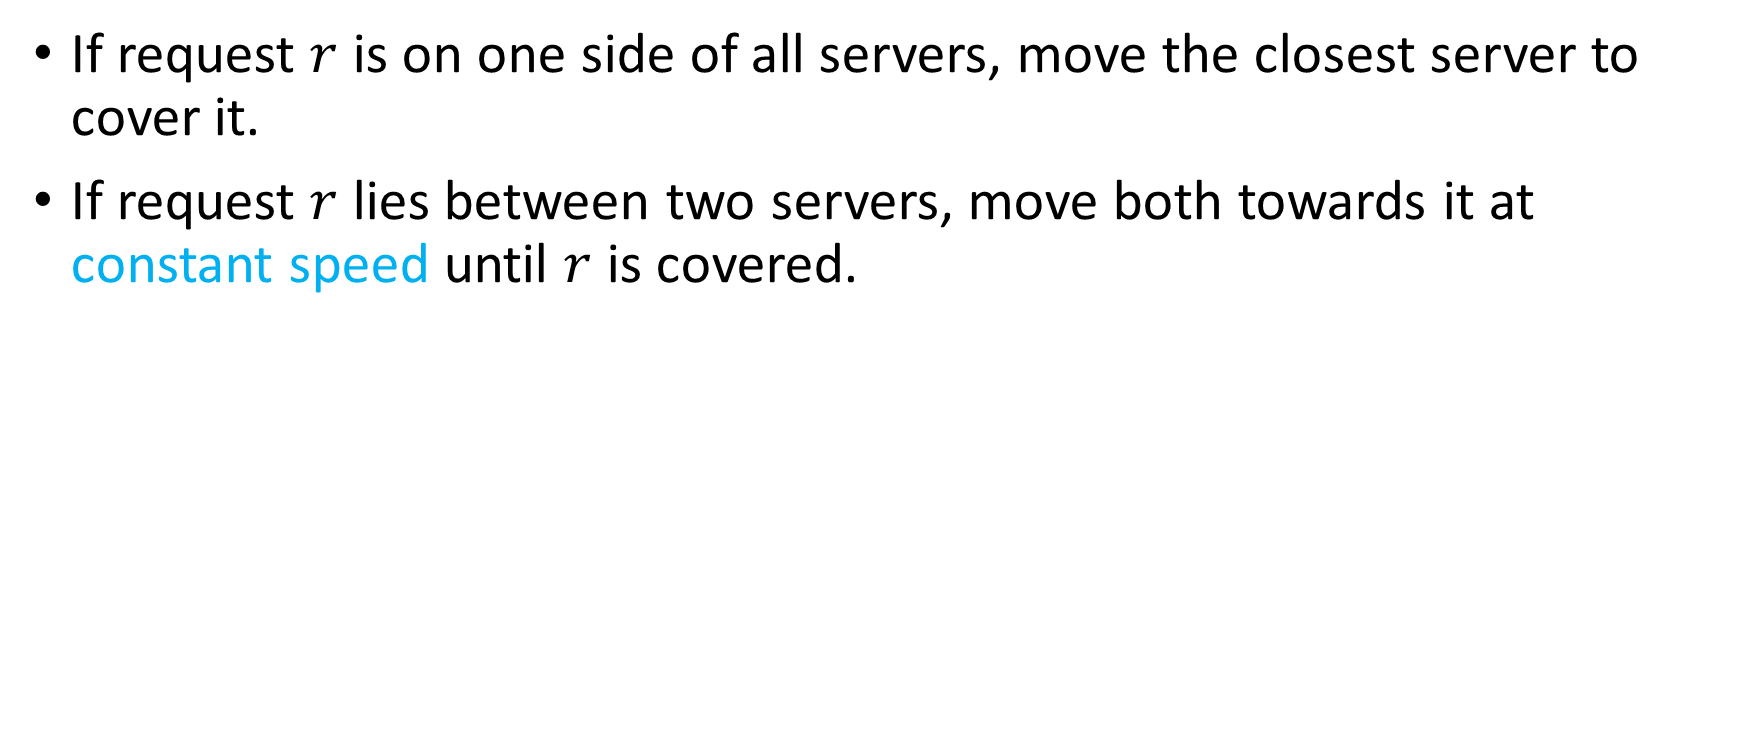 • If request 𝑟 is on one side of all servers, move the closest server to
cover it.
• If request 𝑟 lies between two servers, move both towards it at
constant speed until 𝑟 is covered.